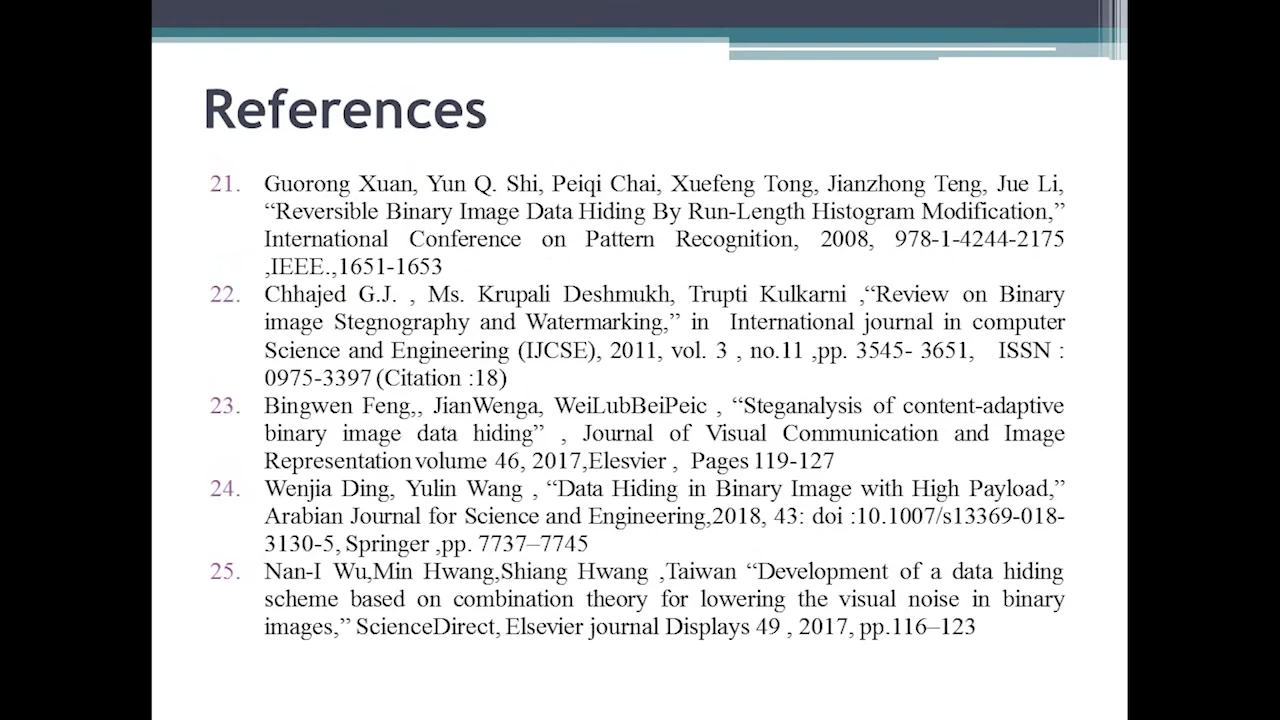 References
21. Guorong Xuan, Yun Q. Shi, Peiqi Chai, Xuefeng Tong, Jianzhong Teng, Jue Li,
“Reversible Binary Image Data Hiding By Run-Length Histogram Modification,”
International Conference on Pattern Recognition, 2008, 978-1-4244-2175
,IEEE.,1651-1653
22. Chhajed G.J. , Ms. Krupali Deshmukh, Trupti Kulkarni ,“Review on Binary
image Stegnography and Watermarking,” in International journal in computer
Science and Engineering (IJCSE), 2011, vol. 3 , no.11 ,pp. 3545- 3651, ISSN :
0975-3397 (Citation :18)
23. Bingwen Feng,, JianWenga, WeiLubBeiPeic , “Steganalysis of content-adaptive
binary image data hiding” , Journal of Visual Communication and Image
Representation volume 46, 2017,Elesvier , Pages 119-127
24. Wenjia Ding, Yulin Wang , “Data Hiding in Binary Image with High Payload,”
Arabian Journal for Science and Engineering,2018, 43: doi :10.1007/s13369-018-
3130-5, Springer ,pp. 7737–7745
25. Nan-I Wu,Min Hwang,Shiang Hwang ,Taiwan “Development of a data hiding
scheme based on combination theory for lowering the visual noise in binary
images,” ScienceDirect, Elsevier journal Displays 49 , 2017, pp.116–123